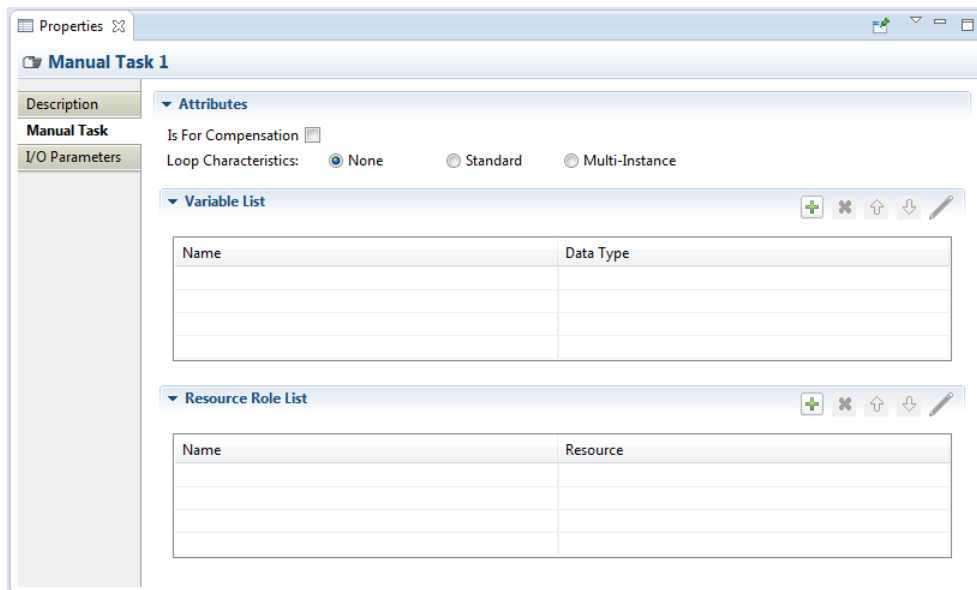 Properties
Manual Task 1
Description
Manual Task
I/O Parameters
Attributes
Is For Compensation
Loop Characteristics: None Standard Multi-Instance
Variable List
Name Data Type
Resource Role List
Name Resource